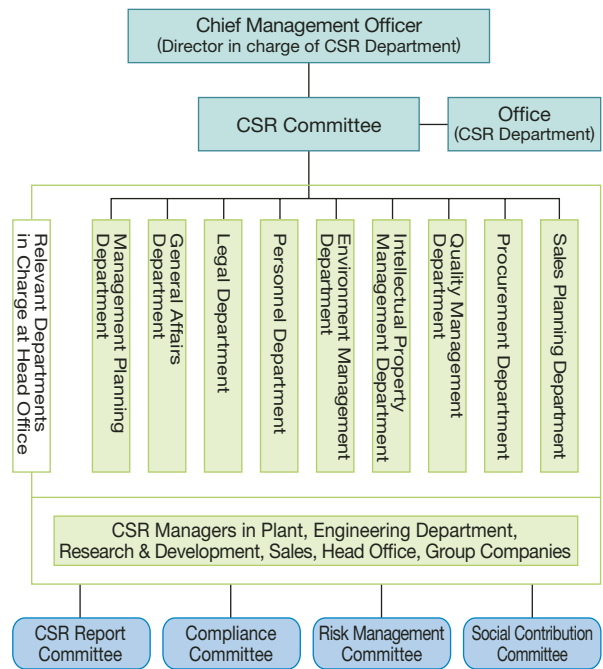 Chief Management Officer
(Director in charge of CSR Department)
CSR Committee
Office
(CSR Department)
Relevant Departments
in Charge at Head Office
Management Planning
Department
General Affairs
Department
Legal Department
Personnel Department
Environment Management
Department
Intellectual Property
Management Department
Quality Management
Department
Procurement Department
Sales Planning Department
CSR Managers in Plant, Engineering Department,
Research & Development, Sales, Head Office, Group Companies
CSR Report
Committee
Compliance
Committee
Risk Management
Committee
Social Contribution
Committee